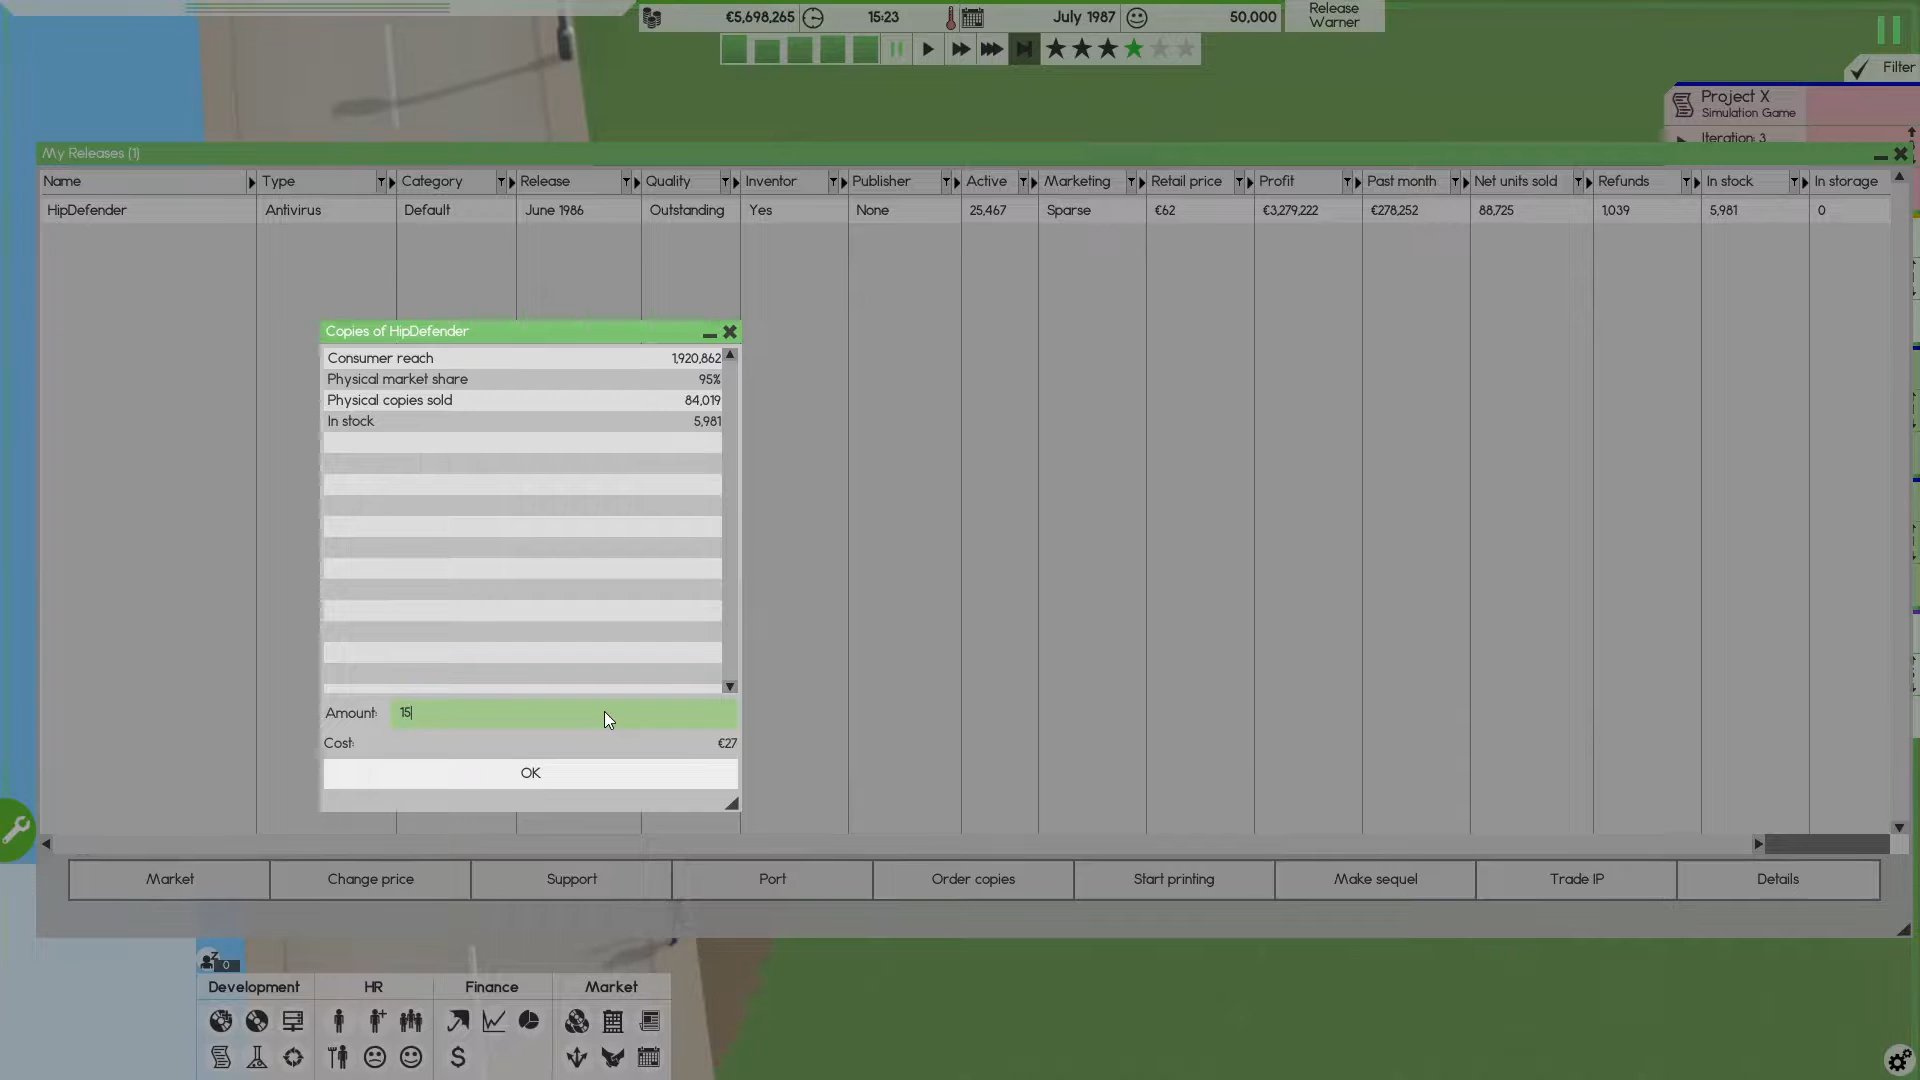 €5,698,265 15:23 July 1987 50,000 Release Warner
Filter
Project X
Simulation Game
Iteration: 3
My Releases (1)
Name Type Category Release Quality Inventor Publisher Active Marketing Retail price Profit Past month Net units sold Refunds In stock In storage
HipDefender Antivirus Default June 1986 Outstanding Yes None 25,467 Sparse €62 €3,279,222 €278,252 88,725 1,039 5,981 0
Copies of HipDefender
Consumer reach 1,920,862
Physical market share 95%
Physical copies sold 84,019
In stock 5,981
Amount: 15
Cost: €27
OK
Market Change price Support Port Order copies Start printing Make sequel Trade IP Details
0
Development HR Finance Market